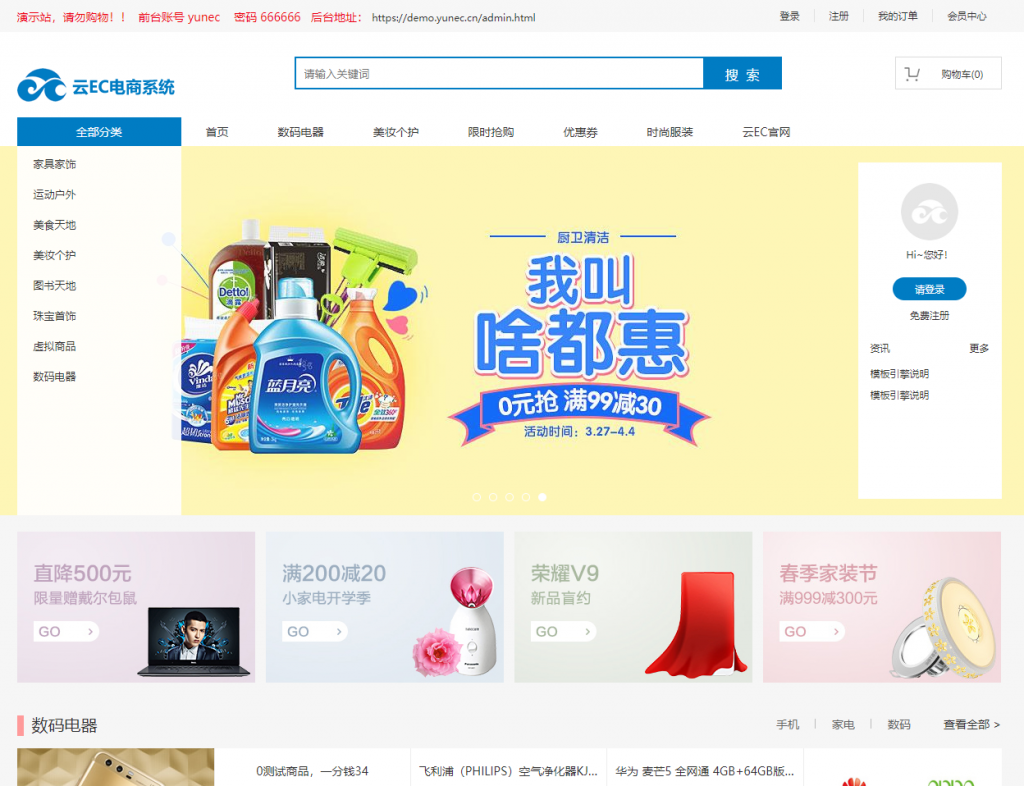 演示站，请勿购物！！ 前台账号 yunec 密码 666666 后台地址： https://demo.yunec.cn/admin.html
登录 注册 我的订单 会员中心
云EC电商系统
请输入关键词
搜 索
购物车(0)
全部分类 首页 数码电器 美妆个护 限时抢购 优惠券 时尚服装 云EC官网
家具家饰
运动户外
美食天地
美妆个护
图书天地
珠宝首饰
虚拟商品
数码电器
Dettol
蓝月亮
厨卫清洁
我叫
啥都惠
0元抢 满99减30
活动时间：3.27-4.4
Hi~您好!
请登录
免费注册
资讯 更多
模板引擎说明
模板引擎说明
直降500元
限量赠戴尔包鼠
GO >
满200减20
小家电开学季
GO >
荣耀V9
新品盲约
GO >
春季家装节
满999减300元
GO >
数码电器
手机 家电 数码 查看全部 >
0测试商品，一分钱34
飞利浦（PHILIPS）空气净化器KJ...
华为 麦芒5 全网通 4GB+64GB版...